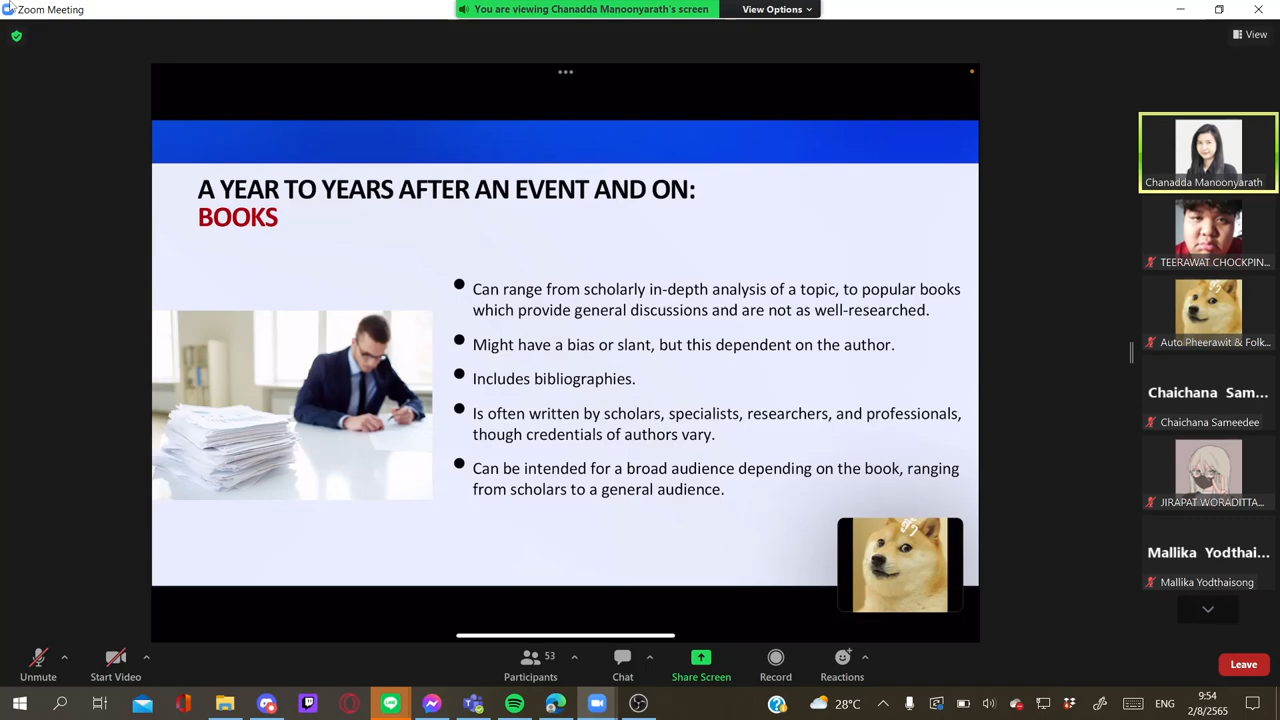 Zoom Meeting
You are viewing Chanadda Manoonyarath's screen
View Options
View
A YEAR TO YEARS AFTER AN EVENT AND ON:
BOOKS
Can range from scholarly in-depth analysis of a topic, to popular books
which provide general discussions and are not as well-researched.
Might have a bias or slant, but this dependent on the author.
Includes bibliographies.
Is often written by scholars, specialists, researchers, and professionals,
though credentials of authors vary.
Can be intended for a broad audience depending on the book, ranging
from scholars to a general audience.
Chanadda Manoonyarath
TEERAWAT CHOCKPIN...
Auto Pheerawit & Folk...
Chaichana Sam...
Chaichana Sameedee
JIRAPAT WORADITTA...
Mallika Yodthai...
Mallika Yodthaisong
Unmute
Start Video
Participants
53
Chat
Share Screen
Record
Reactions
Leave
28°C
ENG
9:54
2/8/2565